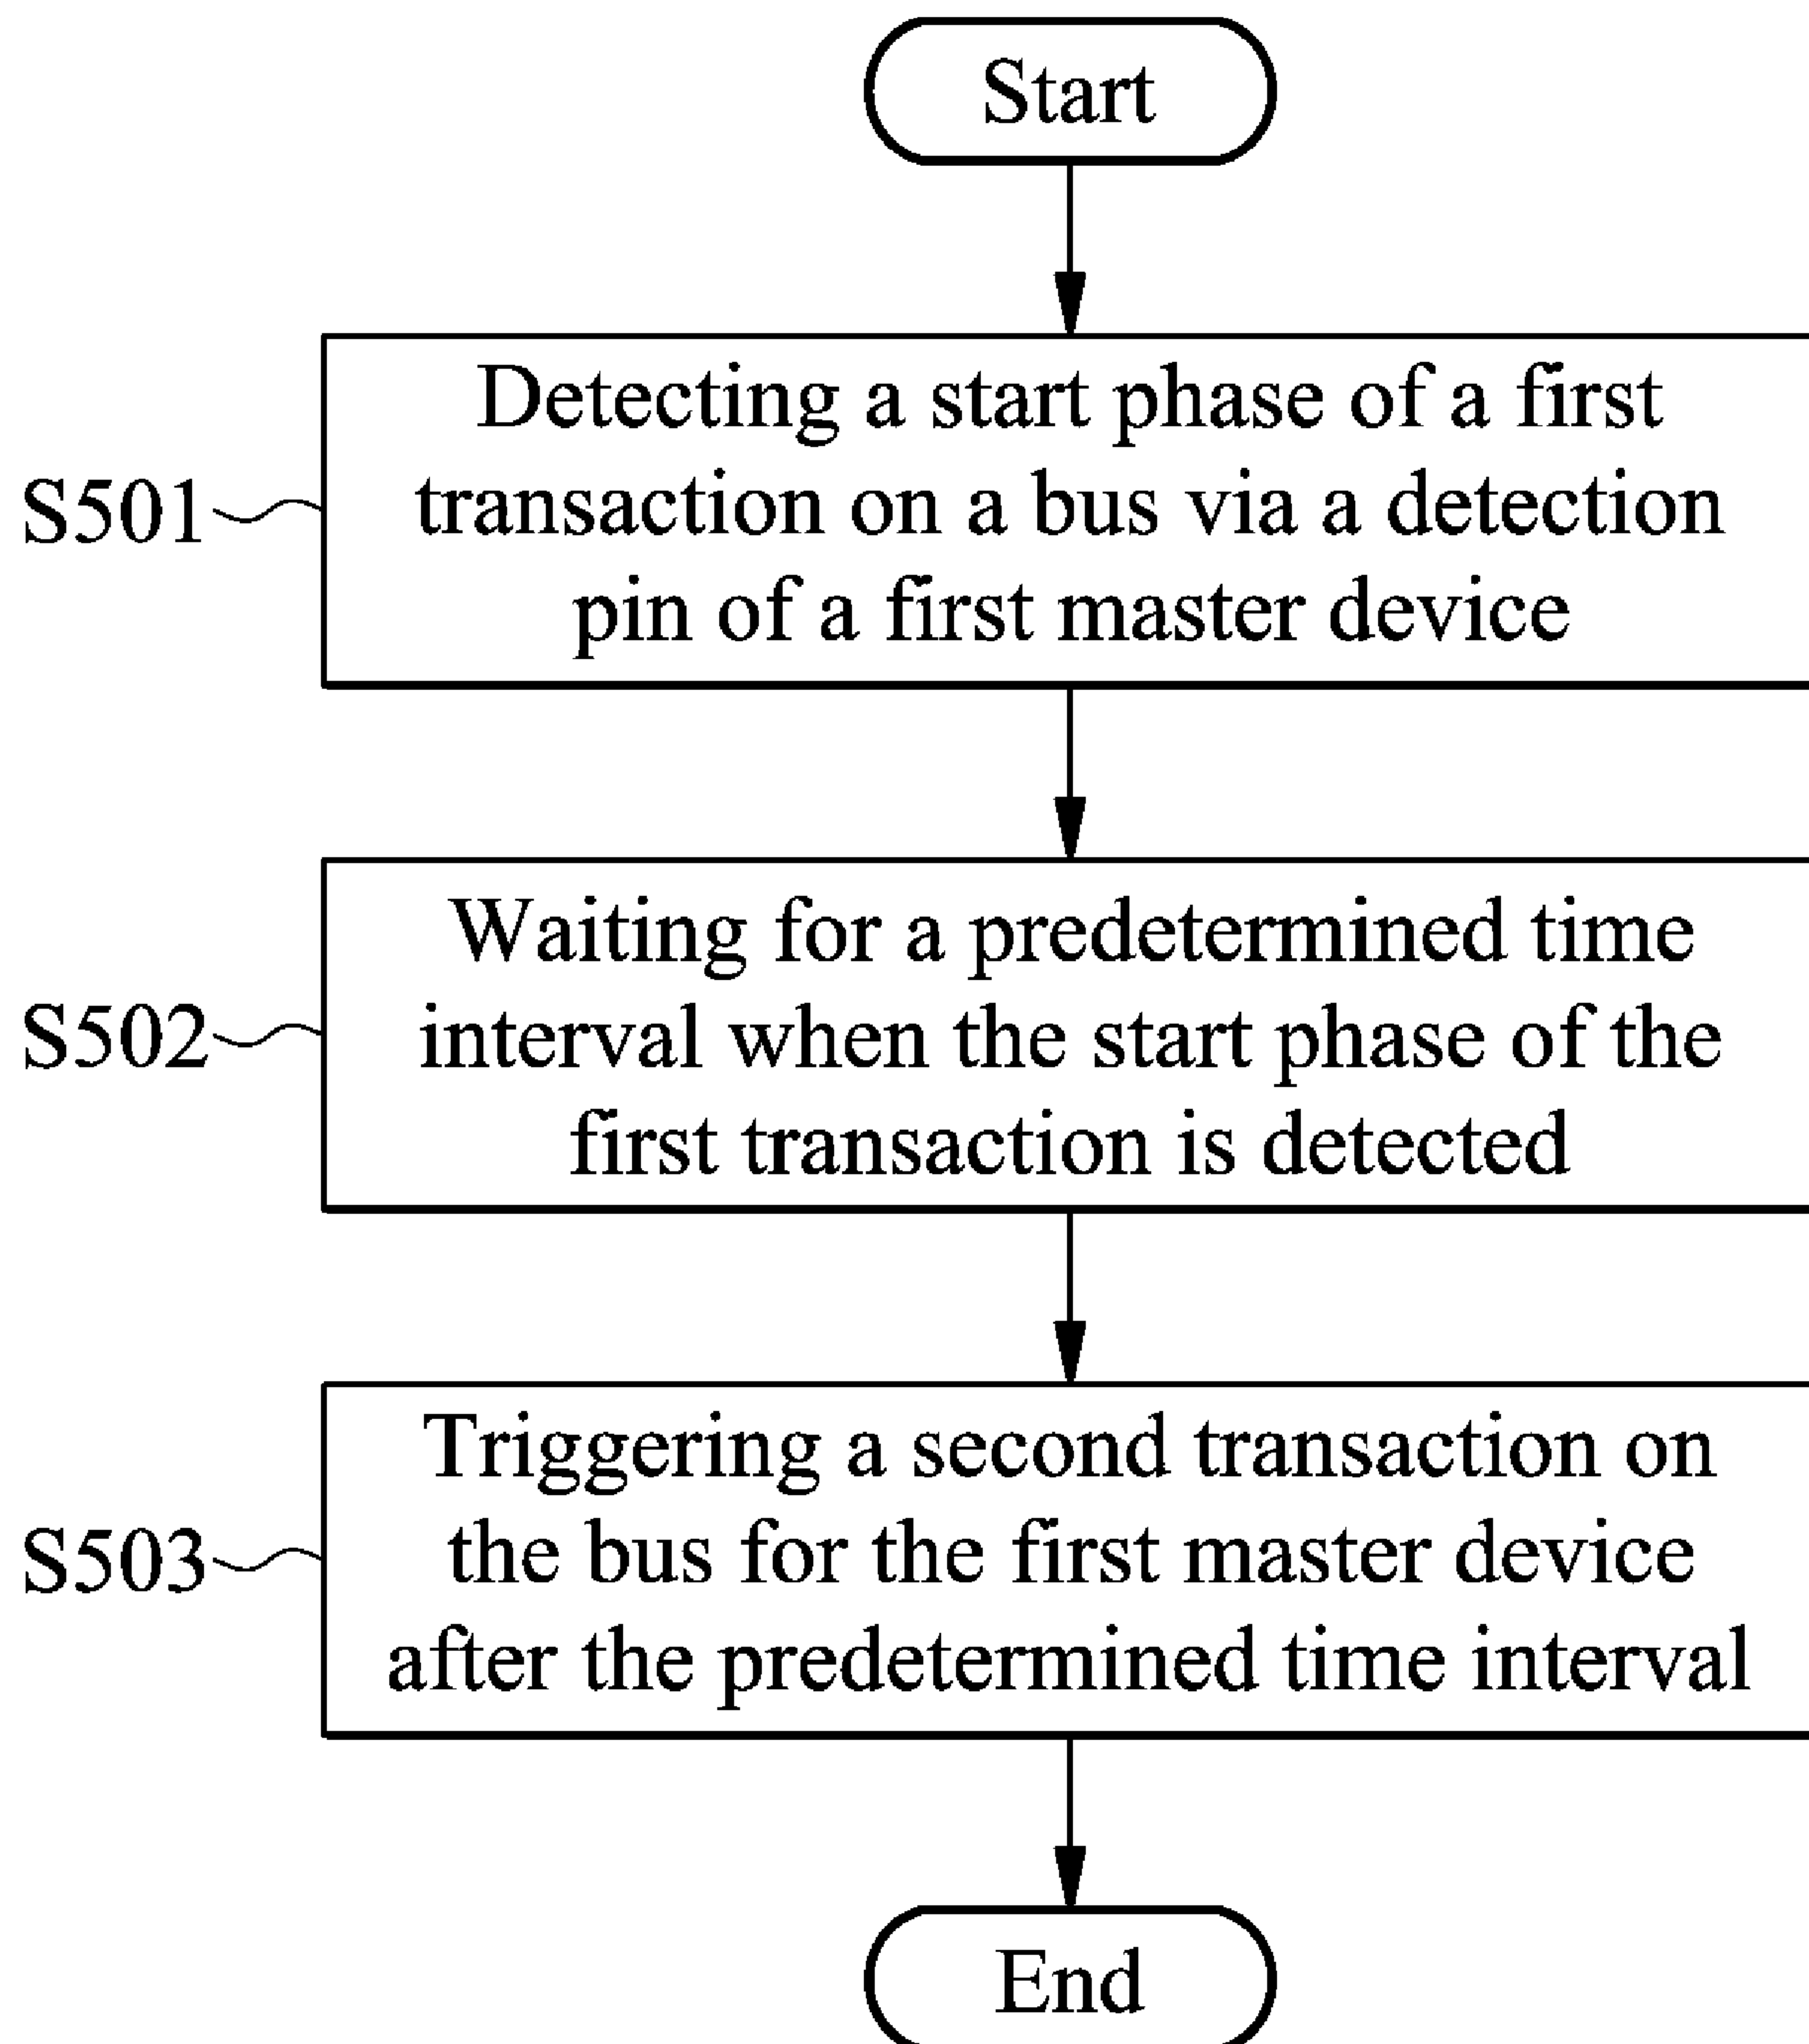 Start
Detecting a start phase of a first
transaction on a bus via a detection
pin of a first master device
S501
Waiting for a predetermined time
interval when the start phase of the
first transaction is detected
S502
Triggering a second transaction on
the bus for the first master device
after the predetermined time interval
S503
End